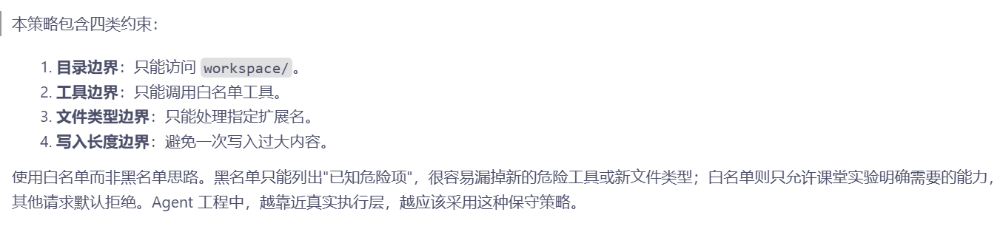 本策略包含四类约束：
1. 目录边界：只能访问 workspace/。
2. 工具边界：只能调用白名单工具。
3. 文件类型边界：只能处理指定扩展名。
4. 写入长度边界：避免一次写入过大内容。
使用白名单而非黑名单思路。黑名单只能列出"已知危险项"，很容易漏掉新的危险工具或新文件类型；白名单则只允许课堂实验明确需要的能力，
其他请求默认拒绝。Agent 工程中，越靠近真实执行层，越应该采用这种保守策略。